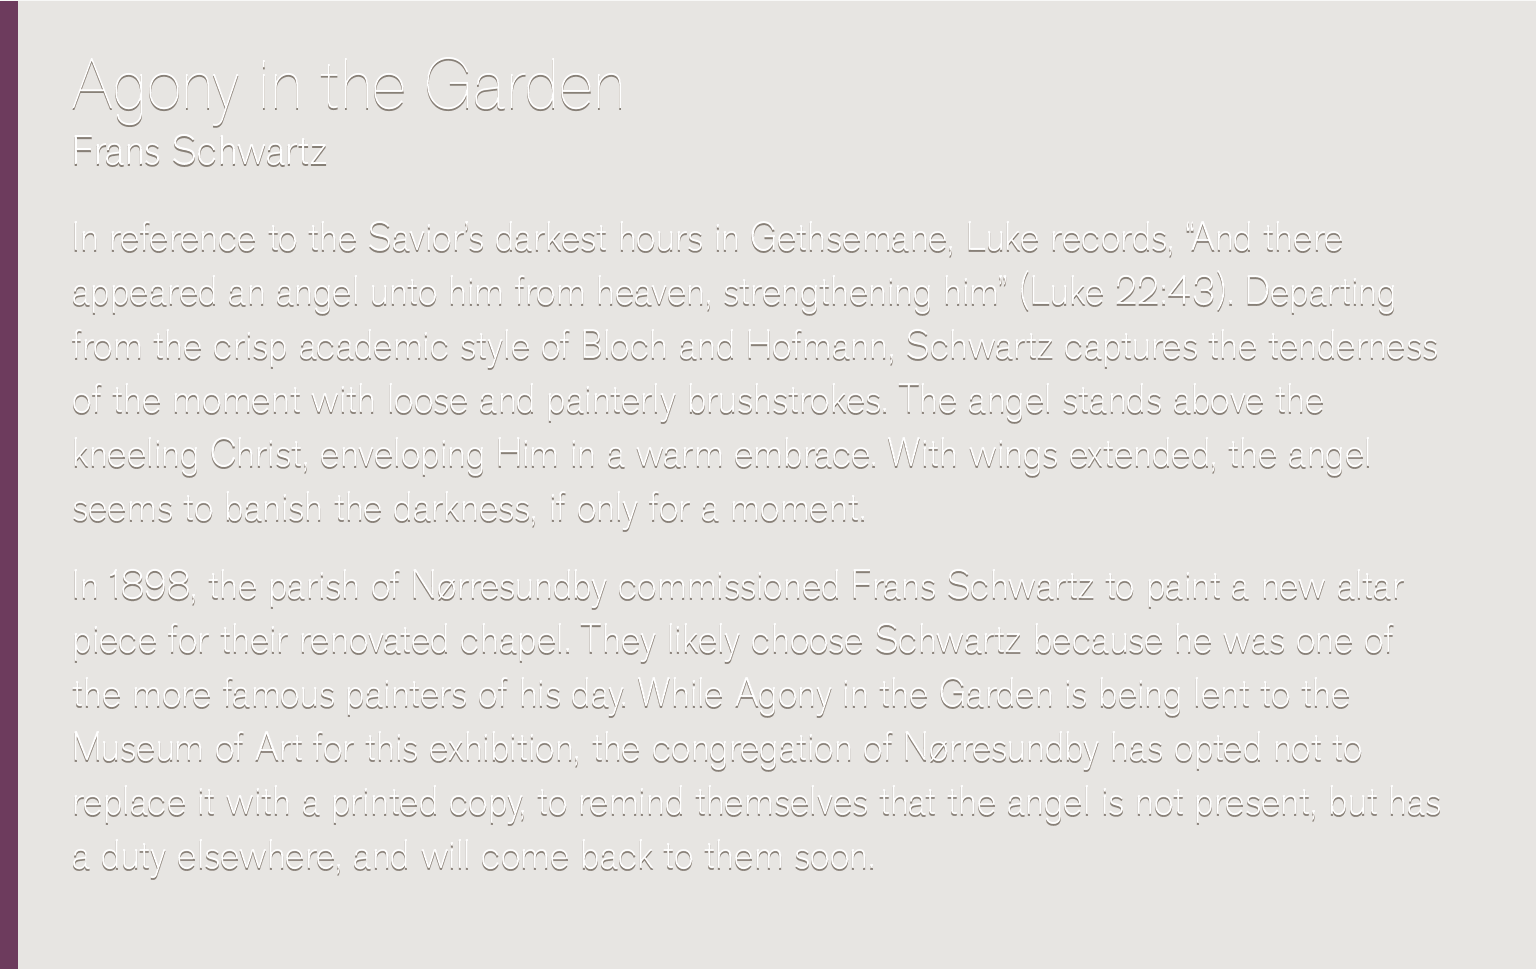 Agony in the Garden
Frans Schwartz
In reference to the Savior’s darkest hours in Gethsemane, Luke records, “And there
appeared an angel unto him from heaven, strengthening him” (Luke 22:43). Departing
from the crisp academic style of Bloch and Hofmann, Schwartz captures the tenderness
of the moment with loose and painterly brushstrokes. The angel stands above the
kneeling Christ, enveloping Him in a warm embrace. With wings extended, the angel
seems to banish the darkness, if only for a moment.
In 1898, the parish of Nørresundby commissioned Frans Schwartz to paint a new altar
piece for their renovated chapel. They likely choose Schwartz because he was one of
the more famous painters of his day. While Agony in the Garden is being lent to the
Museum of Art for this exhibition, the congregation of Nørresundby has opted not to
replace it with a printed copy, to remind themselves that the angel is not present, but has
a duty elsewhere, and will come back to them soon.